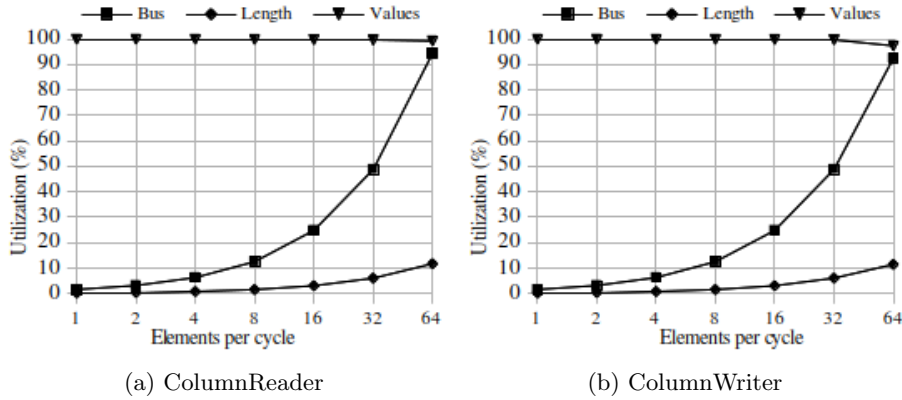 Bus Length Values
100
90
80
70
60
50
40
30
20
10
0
Utilization (%)
1 2 4 8 16 32 64
Elements per cycle
(a) ColumnReader
Bus Length Values
100
90
80
70
60
50
40
30
20
10
0
Utilization (%)
1 2 4 8 16 32 64
Elements per cycle
(b) ColumnWriter